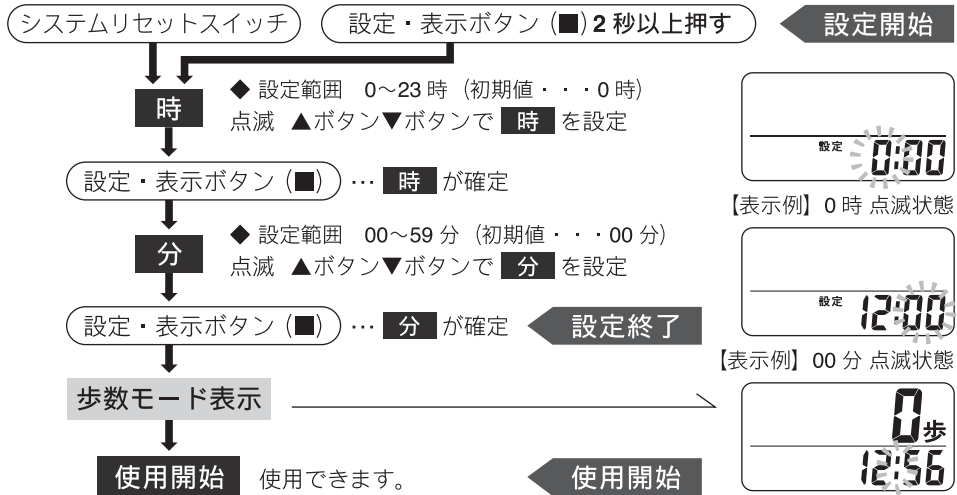 システムリセットスイッチ 設定・表示ボタン（■）2秒以上押す 設定開始
時 ◆ 設定範囲 0～23時（初期値・・・0時）
点滅 ▲ボタン▼ボタンで 時 を設定
設定 0:00
設定・表示ボタン（■）… 時 が確定
【表示例】0時 点滅状態
分 ◆ 設定範囲 00～59分（初期値・・・00分）
点滅 ▲ボタン▼ボタンで 分 を設定
設定 12:00
設定・表示ボタン（■）… 分 が確定 設定終了
【表示例】00分 点滅状態
歩数モード表示
0歩
12:56
使用開始 使用できます。 使用開始